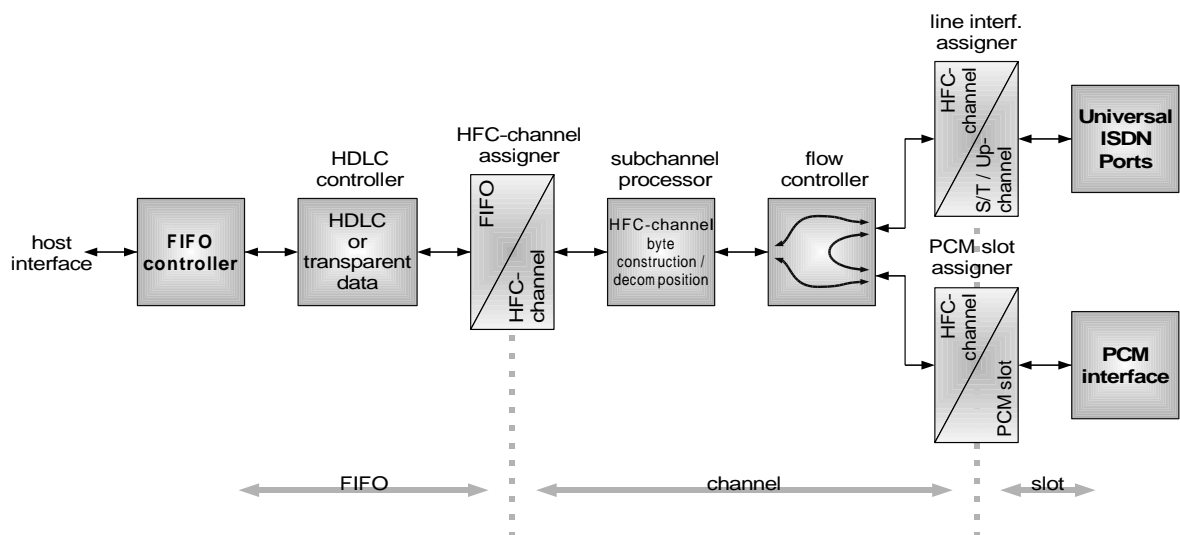 line interf.
assigner
HFC-
channel
S/T / Up-
channel
Universal
ISDN
Ports
HFC-channel
assigner
HDLC
controller
subchannel
processor
flow
controller
host
interface
FIFO
controller
HDLC
or
transparent
data
FIFO
HFC-
channel
HFC-channel
byte
construction /
decomposition
PCM slot
assigner
HFC-
channel
PCM slot
PCM
interface
FIFO
channel
slot